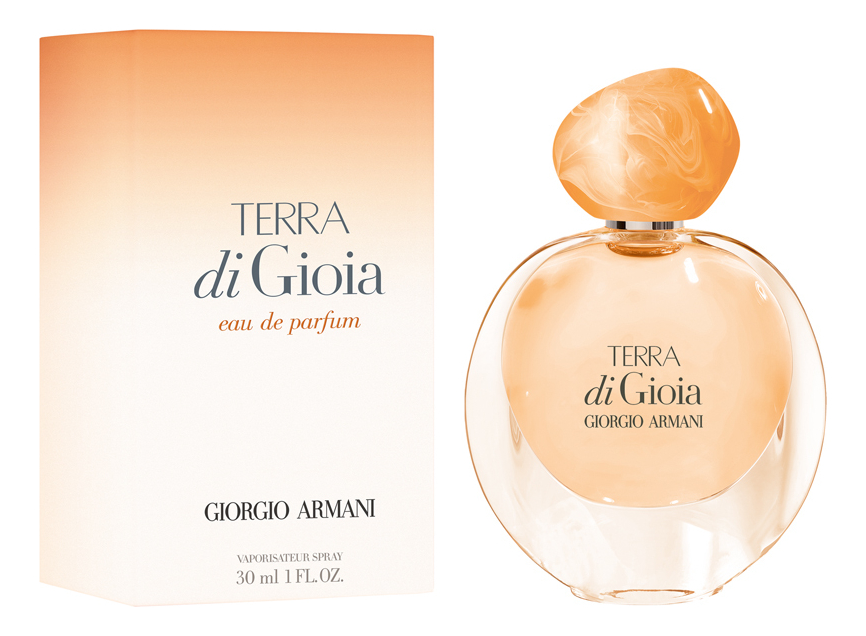 TERRA
di Gioia
eau de parfum
GIORGIO ARMANI
VAPORISATEUR SPRAY
30 ml 1 FL.OZ.
TERRA
di Gioia
GIORGIO ARMANI